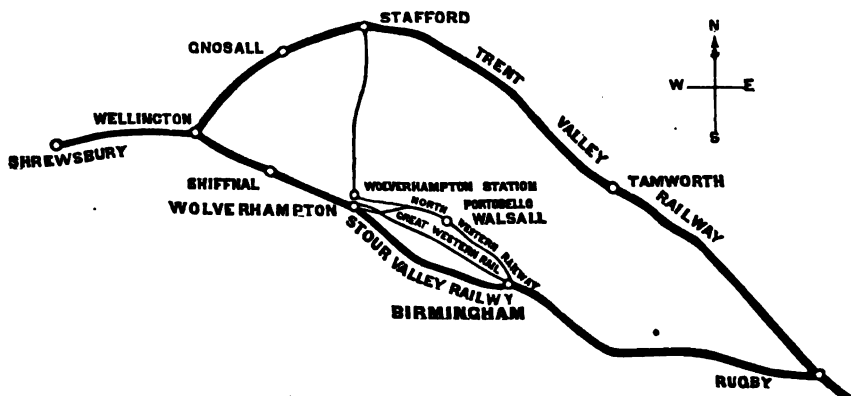 STAFFORD
GNOSALL
TRENT VALLEY RAILWAY
N
W E
S
WELLINGTON
SHREWSBURY
SHIFFNAL
TAMWORTH
WOLVERHAMPTON STATION
NORTH WESTERN RAILWAY
PORTOBELLO
WALSALL
WOLVERHAMPTON
GREAT WESTERN RAIL
STOUR VALLEY RAILWY
BIRMINGHAM
RUGBY